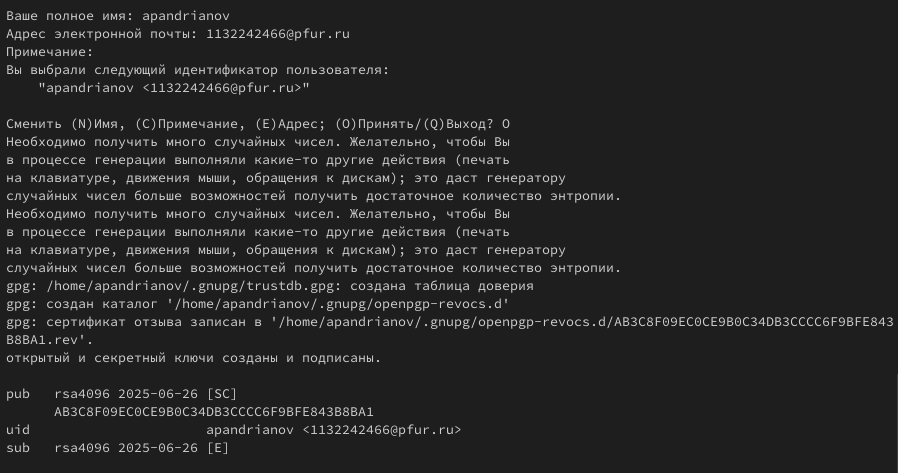 Ваше полное имя: apandrianov
Адрес электронной почты: 1132242466@pfur.ru
Примечание:
Вы выбрали следующий идентификатор пользователя:
    "apandrianov <1132242466@pfur.ru>"

Сменить (N)Имя, (C)Примечание, (E)Адрес; (O)Принять/(Q)Выход? O
Необходимо получить много случайных чисел. Желательно, чтобы Вы
в процессе генерации выполняли какие-то другие действия (печать
на клавиатуре, движения мыши, обращения к дискам); это даст генератору
случайных чисел больше возможностей получить достаточное количество энтропии.
Необходимо получить много случайных чисел. Желательно, чтобы Вы
в процессе генерации выполняли какие-то другие действия (печать
на клавиатуре, движения мыши, обращения к дискам); это даст генератору
случайных чисел больше возможностей получить достаточное количество энтропии.
gpg: /home/apandrianov/.gnupg/trustdb.gpg: создана таблица доверия
gpg: создан каталог '/home/apandrianov/.gnupg/openpgp-revocs.d'
gpg: сертификат отзыва записан в '/home/apandrianov/.gnupg/openpgp-revocs.d/AB3C8F09EC0CE9B0C34DB3CCCC6F9BFE843
B8BA1.rev'.
открытый и секретный ключи созданы и подписаны.

pub   rsa4096 2025-06-26 [SC]
      AB3C8F09EC0CE9B0C34DB3CCCC6F9BFE843B8BA1
uid                      apandrianov <1132242466@pfur.ru>
sub   rsa4096 2025-06-26 [E]